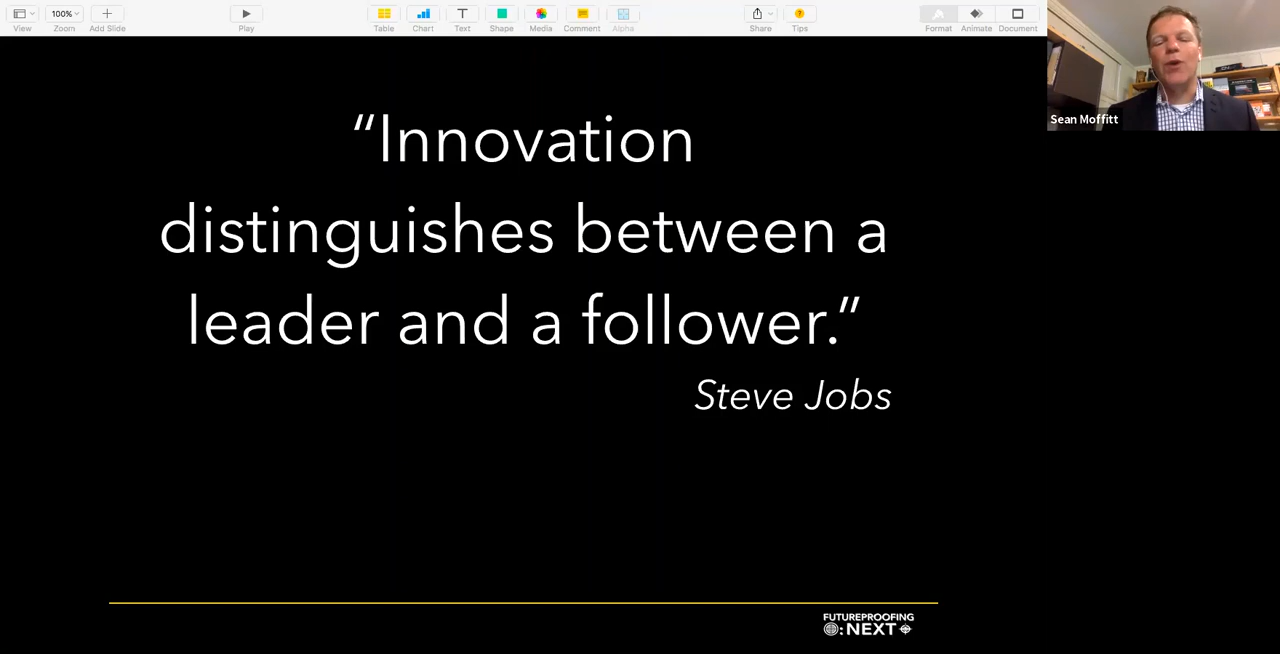 100%
View
Zoom
Add Slide
Play
Table
Chart
Text
Shape
Media
Comment
Alpha
Share
Tips
Format
Animate
Document
Sean Moffitt
“Innovation
distinguishes between a
leader and a follower.”
Steve Jobs
FUTUREPROOFING
: NEXT